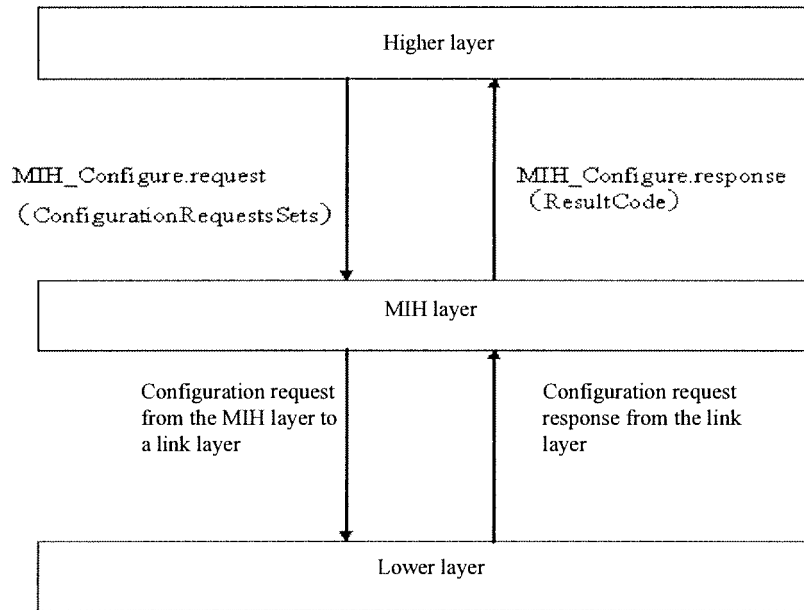 Higher layer
MIH_Configure.request
(ConfigurationRequestsSets)
MIH_Configure.response
(ResultCode)
MIH layer
Configuration request
from the MIH layer to
a link layer
Configuration request
response from the link
layer
Lower layer